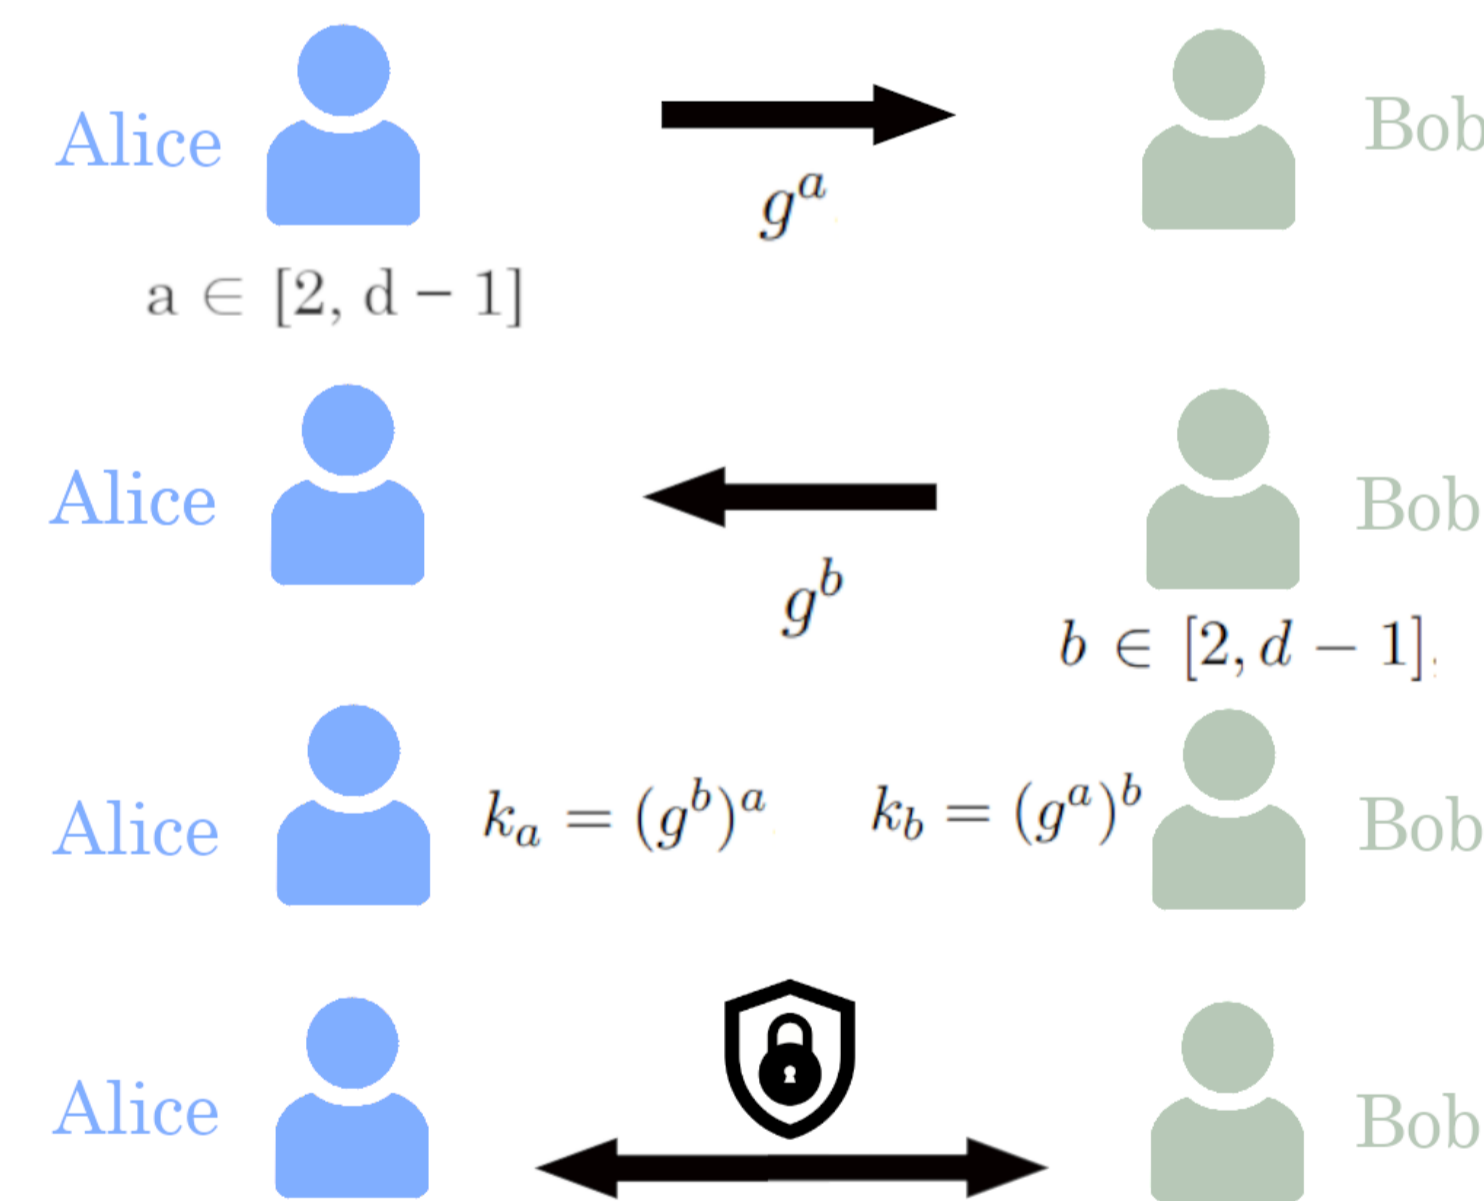 Alice Bob
g^a
a ∈ [2, d − 1]
Alice Bob
g^b
b ∈ [2, d − 1]
Alice k_a = (g^b)^a k_b = (g^a)^b Bob
Alice Bob